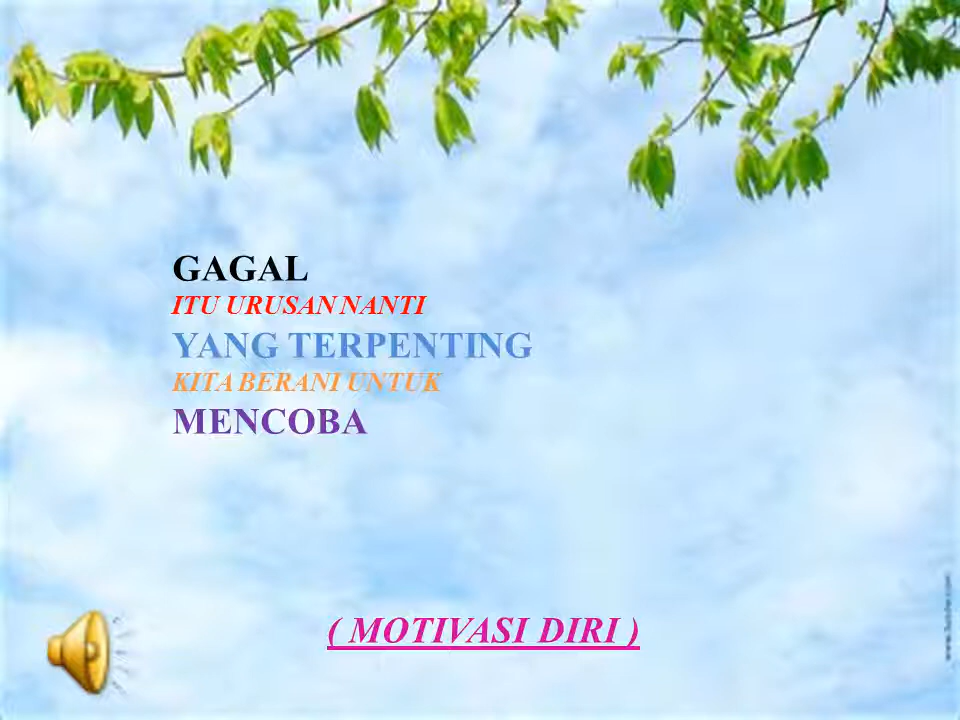 GAGAL
ITU URUSAN NANTI
YANG TERPENTING
KITA BERANI UNTUK
MENCOBA
( MOTIVASI DIRI )